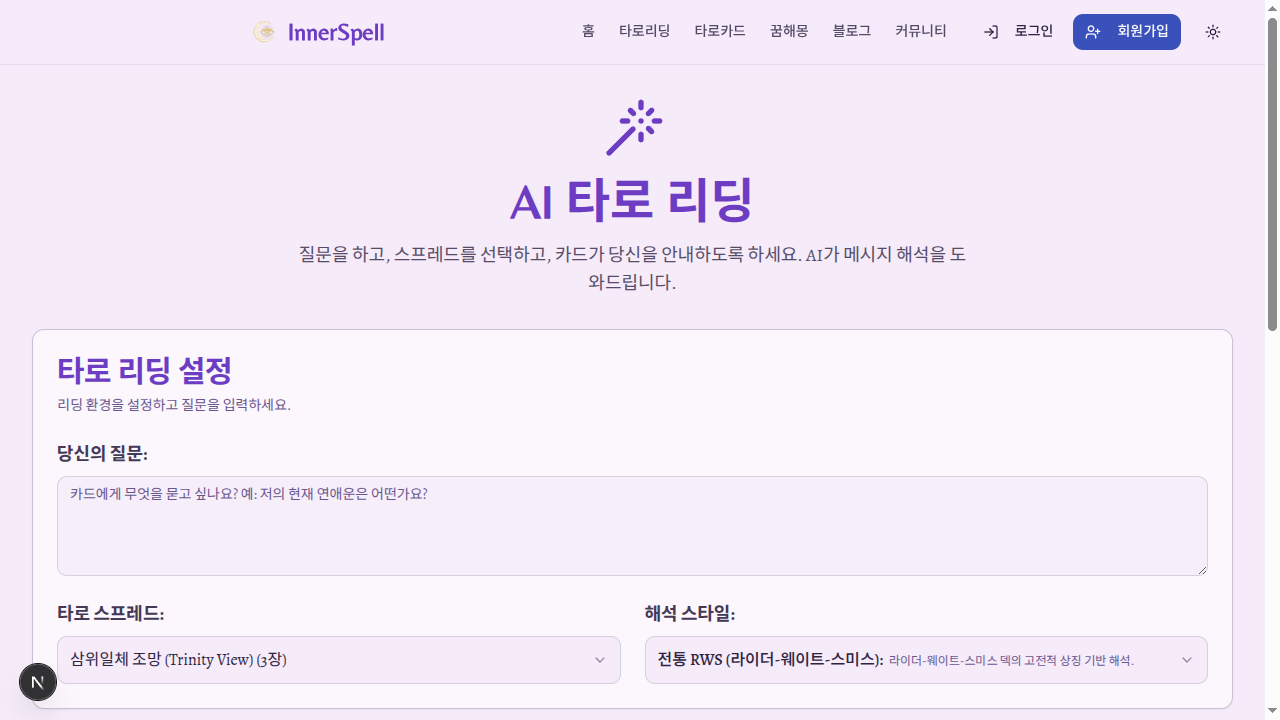 InnerSpell
홈
타로리딩
타로카드
꿈해몽
블로그
커뮤니티
로그인
회원가입
AI 타로 리딩
질문을 하고, 스프레드를 선택하고, 카드가 당신을 안내하도록 하세요. AI가 메시지 해석을 도
와드립니다.
타로 리딩 설정
리딩 환경을 설정하고 질문을 입력하세요.
당신의 질문:
카드에게 무엇을 묻고 싶나요? 예: 저의 현재 연애운은 어떤가요?
타로 스프레드:
삼위일체 조망 (Trinity View) (3장)
해석 스타일:
전통 RWS (라이더-웨이트-스미스): 라이더-웨이트-스미스 덱의 고전적 상징 기반 해석.
N